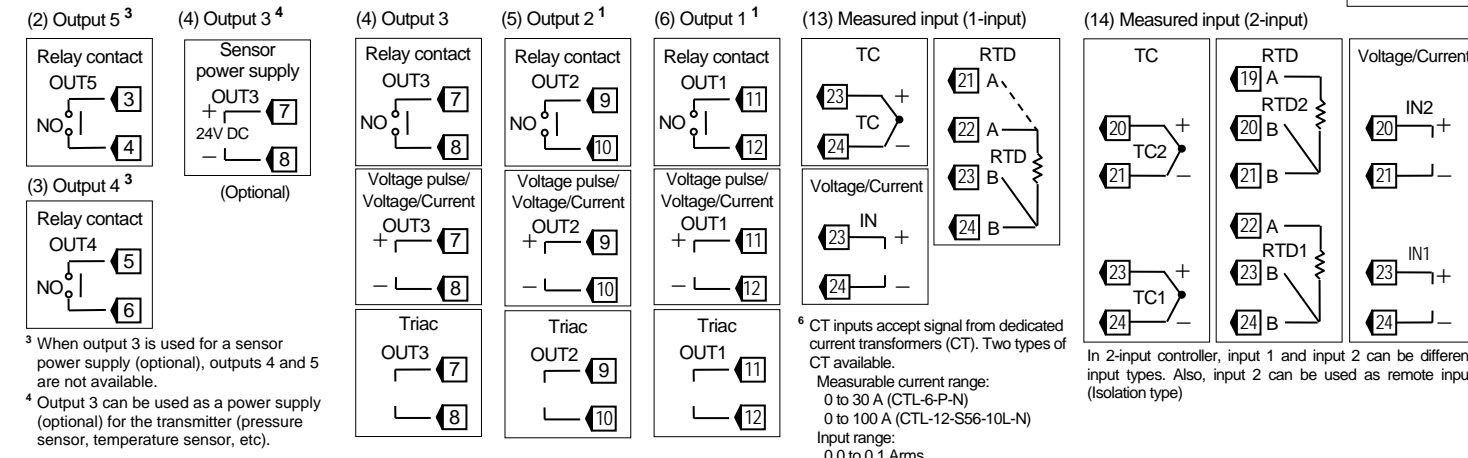 (2) Output 5 3
Relay contact
OUT5
NO
3
4
(3) Output 4 3
Relay contact
OUT4
NO
5
6
(4) Output 3 4
Sensor
power supply
OUT3
+
24V DC
−
7
8
(Optional)
3 When output 3 is used for a sensor
power supply (optional), outputs 4 and 5
are not available.
4 Output 3 can be used as a power supply
(optional) for the transmitter (pressure
sensor, temperature sensor, etc).
(4) Output 3
Relay contact
OUT3
NO
7
8
Voltage pulse/
Voltage/Current
OUT3
+
7
−
8
Triac
OUT3
7
8
(5) Output 2 1
Relay contact
OUT2
NO
9
10
Voltage pulse/
Voltage/Current
OUT2
+
9
−
10
Triac
OUT2
9
10
(6) Output 1 1
Relay contact
OUT1
NO
11
12
Voltage pulse/
Voltage/Current
OUT1
+
11
−
12
Triac
OUT1
11
12
(13) Measured input (1-input)
TC
23
+
TC
24
−
Voltage/Current
IN
23
+
24
−
RTD
21 A
22 A
RTD
23 B
24 B
6 CT inputs accept signal from dedicated
current transformers (CT). Two types of
CT available.
Measurable current range:
0 to 30 A (CTL-6-P-N)
0 to 100 A (CTL-12-S56-10L-N)
Input range:
0.0 to 0.1 Arms
(14) Measured input (2-input)
TC
20
+
TC2
21
−
23
+
TC1
24
−
RTD
19 A
RTD2
20 B
21 B
22 A
RTD1
23 B
24 B
Voltage/Current
IN2
20
+
21
−
IN1
23
+
24
−
In 2-input controller, input 1 and input 2 can be differen
input types. Also, input 2 can be used as remote inpu
(Isolation type)